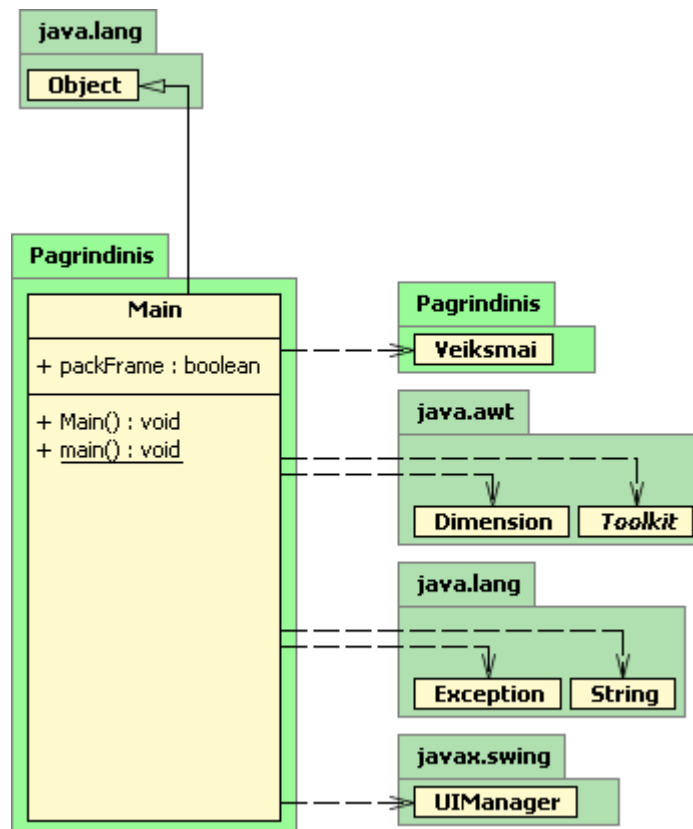 java.lang
Object
Pagrindinis
Main
+ packFrame : boolean
+ Main() : void
+ main() : void
Pagrindinis
Veiksmai
java.awt
Dimension Toolkit
java.lang
Exception String
javax.swing
UIManager